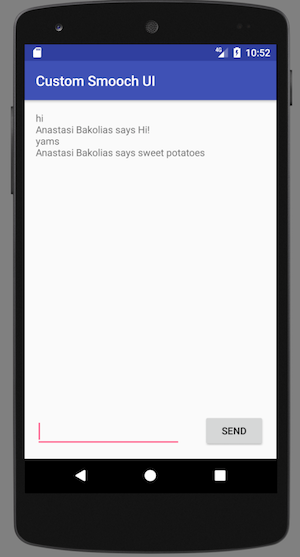 4G 10:52
Custom Smooch UI
hi
Anastasi Bakolias says Hi!
yams
Anastasi Bakolias says sweet potatoes
SEND